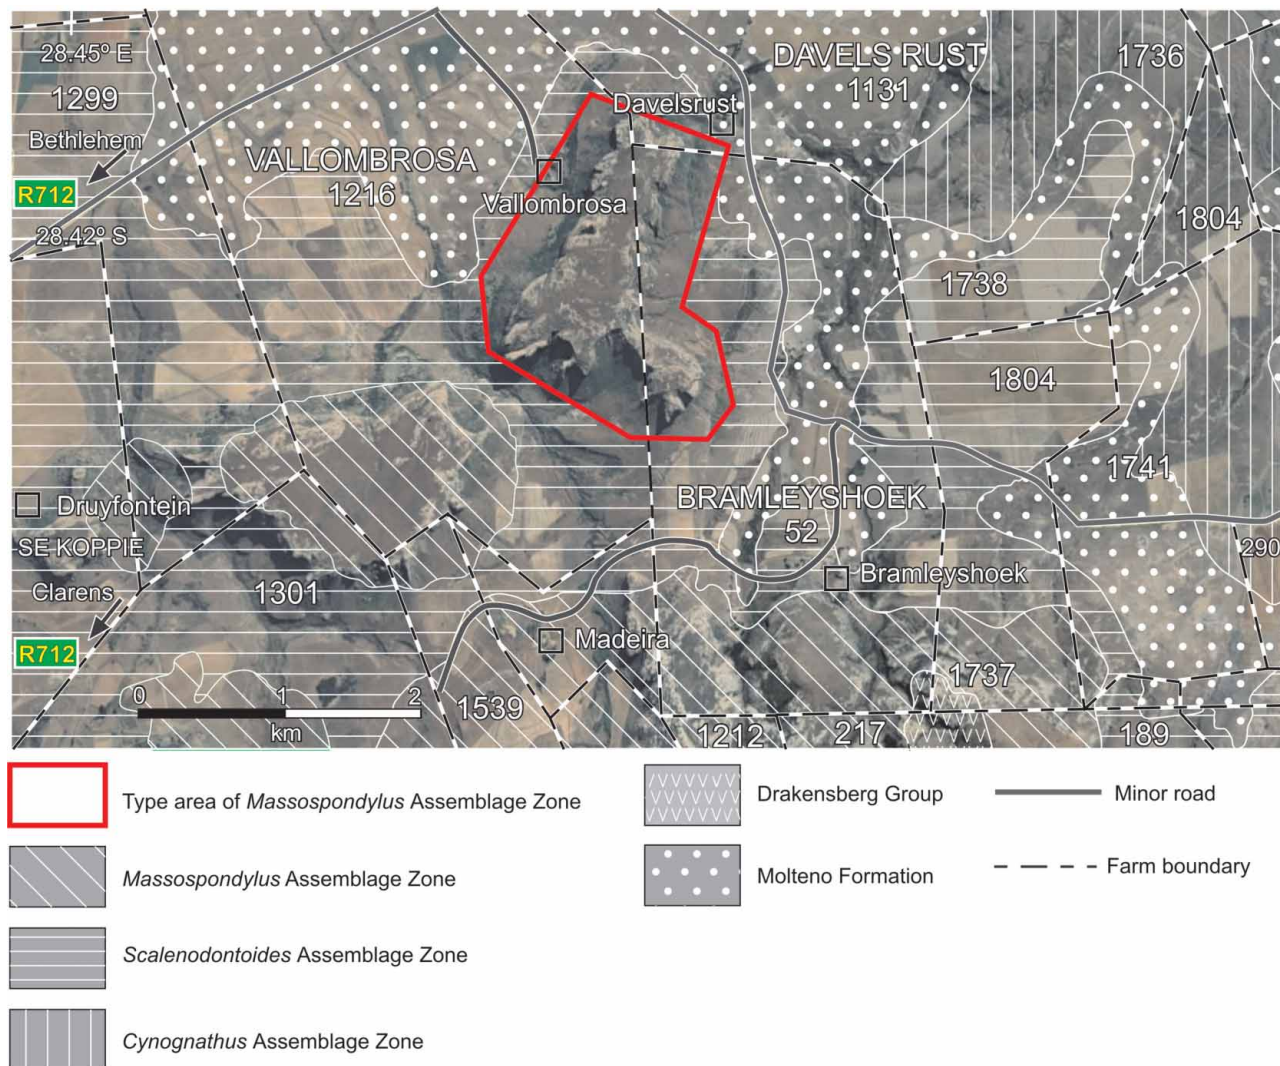 28.45º E
1299
Bethlehem
R712
28.42º S
VALLOMBROSA
1216
Vallombrosa
Davelsrust
DAVELS RUST
1131
1736
1804
1738
1804
1741
290
Druyfontein
SE KOPPIE
Clarens
R712
1301
BRAMLEYSHOEK
52
Bramleyshoek
Madeira
1539
1737
1212
217
189
0 1 2
km
Type area of Massospondylus Assemblage Zone
Massospondylus Assemblage Zone
Scalenodontoides Assemblage Zone
Cynognathus Assemblage Zone
Drakensberg Group
Molteno Formation
Minor road
Farm boundary